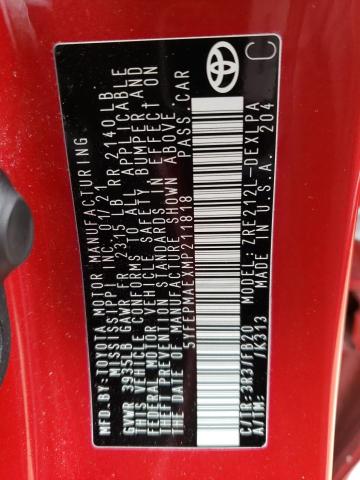 MFD. BY: TOYOTA MOTOR MANUFACTURING
MISSISSIPPI INC. 01/21
GVWR 3935LB GAWR FR 2315 LB RR 2140 LB
THIS VEHICLE CONFORMS TO ALL APPLICABLE
FEDERAL MOTOR VEHICLE SAFETY, BUMPER, AND
THEFT PREVENTION STANDARDS IN EFFECT ON
THE DATE OF MANUFACTURE SHOWN ABOVE.
5YFEPMAEXMP211818 PASS. CAR
C/TR: 3R3/FB20 ZRE212L-DEXLPA
A/TM: /K313 MADE IN U.S.A. 204
C